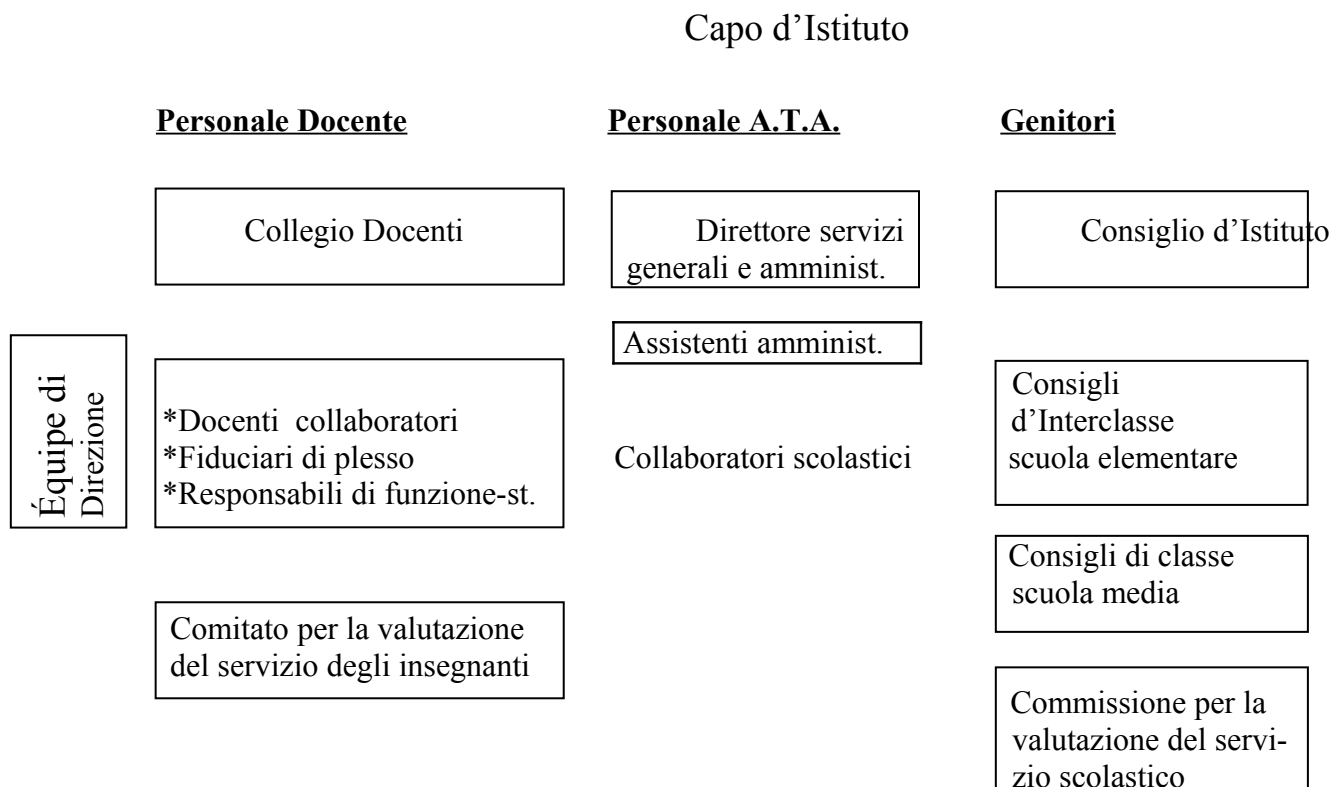 Capo d’Istituto
Personale Docente
Personale A.T.A.
Genitori
Collegio Docenti
Direttore servizi
generali e amminist.
Consiglio d’Istituto
Assistenti amminist.
Équipe di
Direzione
*Docenti  collaboratori
*Fiduciari di plesso
*Responsabili di funzione-st.
Collaboratori scolastici
Consigli
d’Interclasse
scuola elementare
Consigli di classe
scuola media
Comitato per la valutazione
del servizio degli insegnanti
Commissione per la
valutazione del servi-
zio scolastico